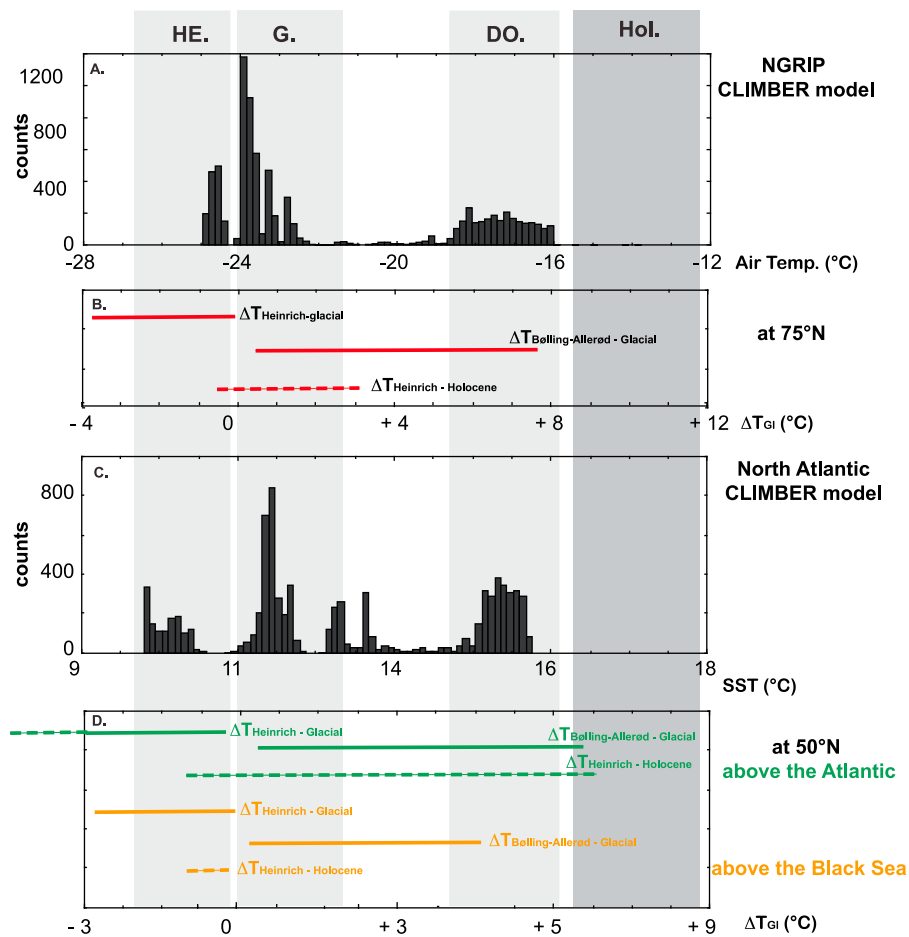 HE. G. DO. Hol.
A.
NGRIP
CLIMBER model
counts
1200
800
400
0
-28 -24 -20 -16 -12
Air Temp. (°C)
B.
ΔTHeinrich-glacial
ΔTBølling-Allerød - Glacial
at 75°N
ΔTHeinrich - Holocene
- 4 0 + 4 + 8 + 12
ΔTGI (°C)
C.
North Atlantic
CLIMBER model
counts
800
400
0
9 11 14 16 18
SST (°C)
D.
ΔTHeinrich - Glacial
ΔTBølling-Allerød - Glacial
at 50°N
above the Atlantic
ΔTHeinrich - Holocene
ΔTHeinrich - Glacial
ΔTBølling-Allerød - Glacial
ΔTHeinrich - Holocene
above the Black Sea
- 3 0 + 3 + 5 + 9
ΔTGI (°C)